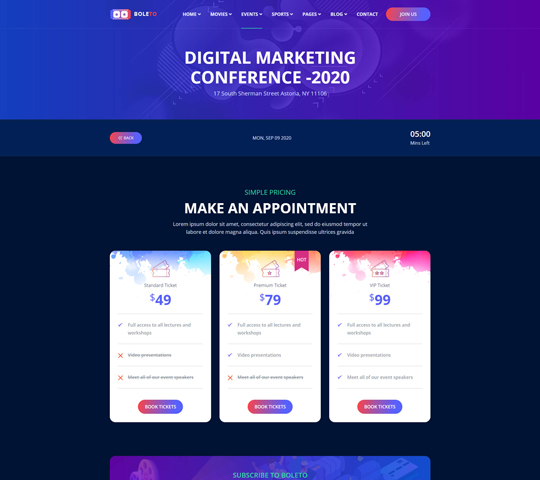 BOLETO
HOME MOVIES EVENTS SPORTS PAGES BLOG CONTACT JOIN US
DIGITAL MARKETING
CONFERENCE -2020
17 South Sherman Street Astoria, NY 11106
BACK
MON, SEP 09 2020
05:00
Mins Left
SIMPLE PRICING
MAKE AN APPOINTMENT
Lorem ipsum dolor sit amet, consectetur adipiscing elit, sed do eiusmod tempor ut
labore et dolore magna aliqua. Quis ipsum suspendisse ultrices gravida
Standard Ticket
$49
Full access to all lectures and
workshops
Video presentations
Meet all of our event speakers
BOOK TICKETS
HOT
Premium Ticket
$79
Full access to all lectures and
workshops
Video presentations
Meet all of our event speakers
BOOK TICKETS
VIP Ticket
$99
Full access to all lectures and
workshops
Video presentations
Meet all of our event speakers
BOOK TICKETS
SUBSCRIBE TO BOLETO